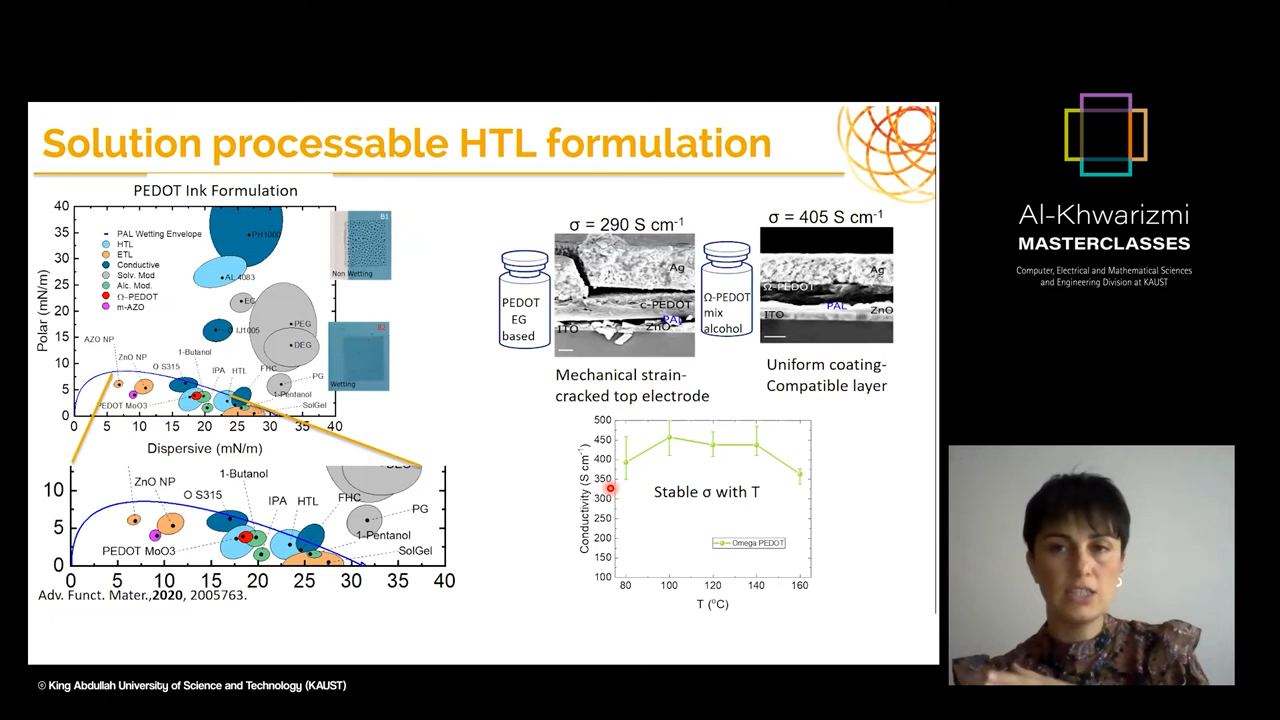 Solution processable HTL formulation
PEDOT Ink Formulation
40
35
30
25
20
15
10
5
0
Polar (mN/m)
PAL Wetting Envelope
HTL
ETL
Conductive
Solv. Mod
Alc. Mod.
Ω-PEDOT
m-AZO
PH1000
AL 4083
EG
O IJ1005
PEG
DEG
AZO NP
ZnO NP
O S315
1-Butanol
IPA
HTL
FHC
PG
1-Pentanol
SolGel
PEDOT MoO3
0 5 10 15 20 25 30 35 40
Dispersive (mN/m)
B1
Non Wetting
B2
Wetting
10
5
0
ZnO NP
O S315
1-Butanol
IPA
HTL
FHC
DEG
PG
1-Pentanol
SolGel
PEDOT MoO3
0 5 10 15 20 25 30 35 40
Adv. Funct. Mater.,2020, 2005763.
σ = 290 S cm-1
PEDOT
EG
based
Ag
c-PEDOT
PAL
ITO
ZnO
Mechanical strain-
cracked top electrode
σ = 405 S cm-1
Ω-PEDOT
mix
alcohol
Ag
Ω-PEDOT
PAL
ITO
ZnO
Uniform coating-
Compatible layer
500
450
400
350
300
250
200
150
100
Conductivity (S cm-1)
Stable σ with T
Omega PEDOT
80 100 120 140 160
T (°C)
Al-Khwarizmi
MASTERCLASSES
Computer, Electrical and Mathematical Sciences
and Engineering Division at KAUST
© King Abdullah University of Science and Technology (KAUST)